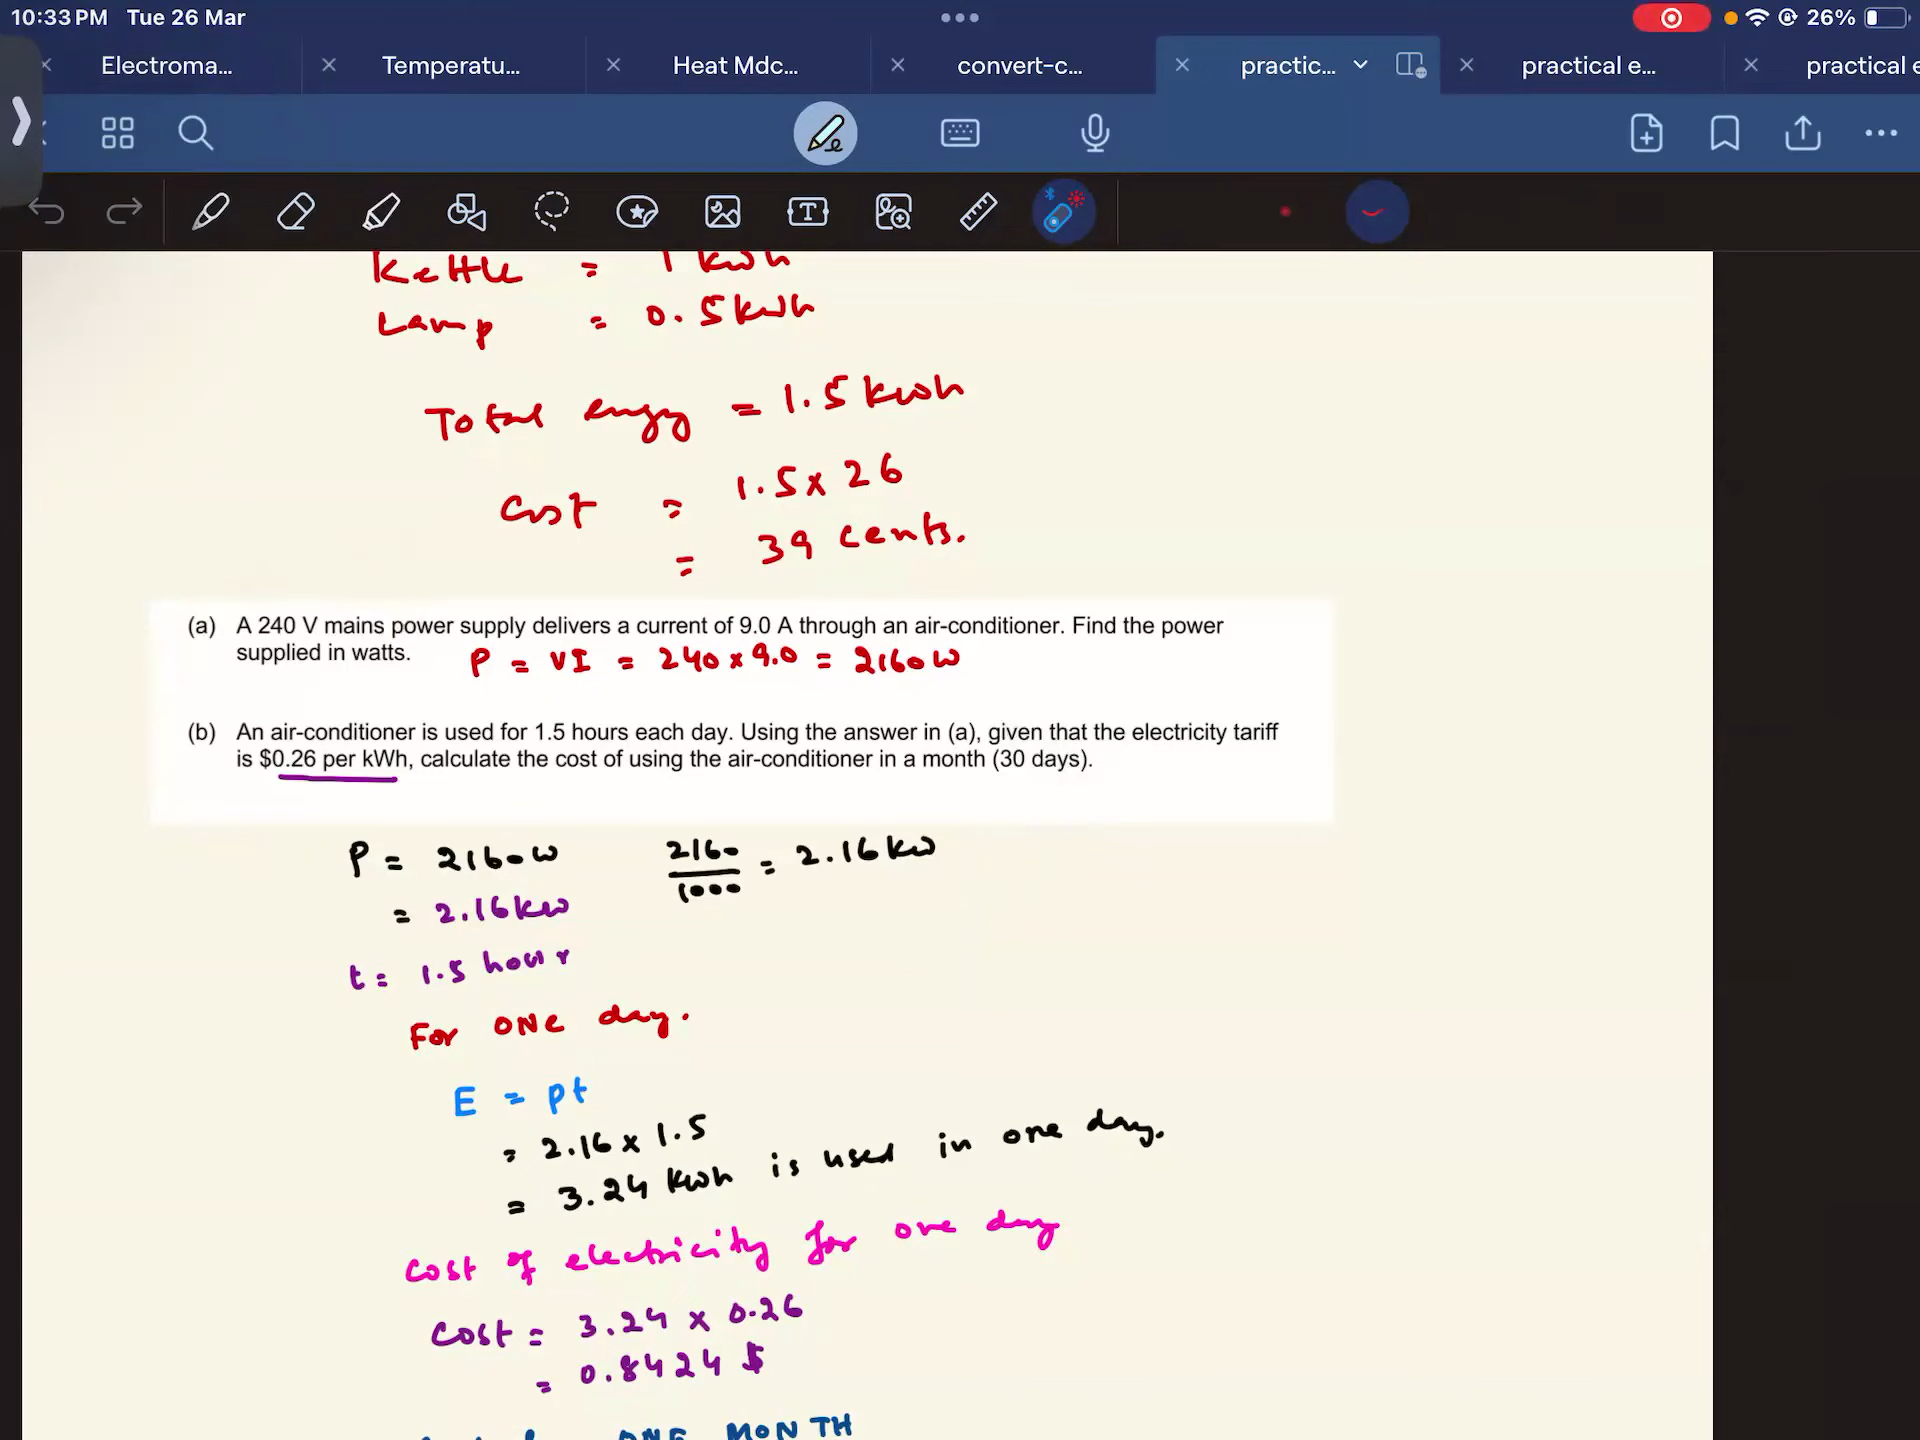 10:33 PM Tue 26 Mar 26%
Electroma... Temperatu... Heat Mdc... convert-c... practic... practical e... practical e
Kettle = 1 kwh
Lamp = 0.5 kwh
Total engy = 1.5 kwh
Cost = 1.5 x 26
= 39 cents.
(a) A 240 V mains power supply delivers a current of 9.0 A through an air-conditioner. Find the power
supplied in watts. P = VI = 240 x 9.0 = 2160 W
(b) An air-conditioner is used for 1.5 hours each day. Using the answer in (a), given that the electricity tariff
is $0.26 per kWh, calculate the cost of using the air-conditioner in a month (30 days).
P = 2160 W 2160/1000 = 2.16 kW
= 2.16 kW
t = 1.5 hour
For one day.
E = pt
= 2.16 x 1.5
= 3.24 kwh is used in one day.
cost of electricity for one day
cost = 3.24 x 0.26
= 0.8424 $
ONE MONTH